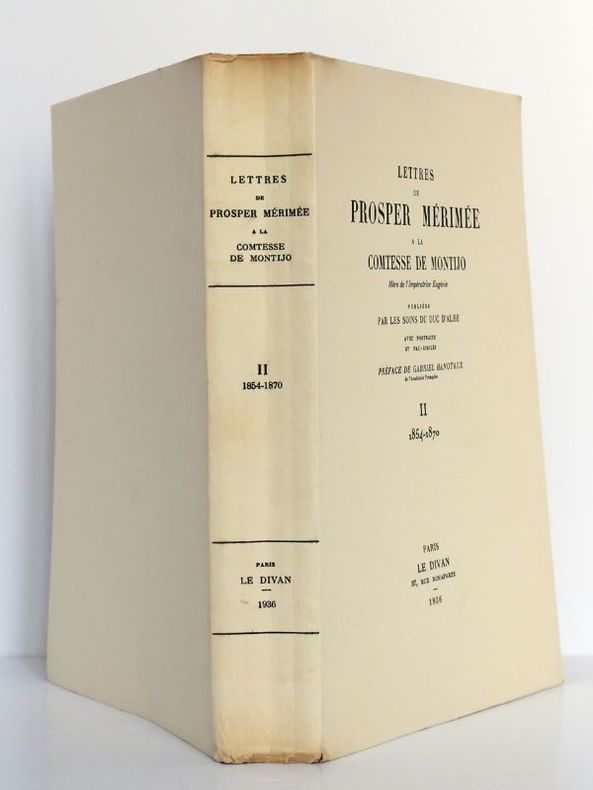 LETTRES
DE
PROSPER MÉRIMÉE
A LA
COMTESSE
DE MONTIJO
II
1854-1870
PARIS
LE DIVAN
1936
LETTRES
DE
PROSPER MÉRIMÉE
A LA
COMTESSE DE MONTIJO
Mère de l'Impératrice Eugénie
PUBLIÉES
PAR LES SOINS DU DUC D'ALBE
AVEC PORTRAITS
ET FAC-SIMILÉS
PRÉFACE DE GABRIEL HANOTAUX
de l'Académie Française
II
1854-1870
PARIS
LE DIVAN
37, RUE BONAPARTE
1936